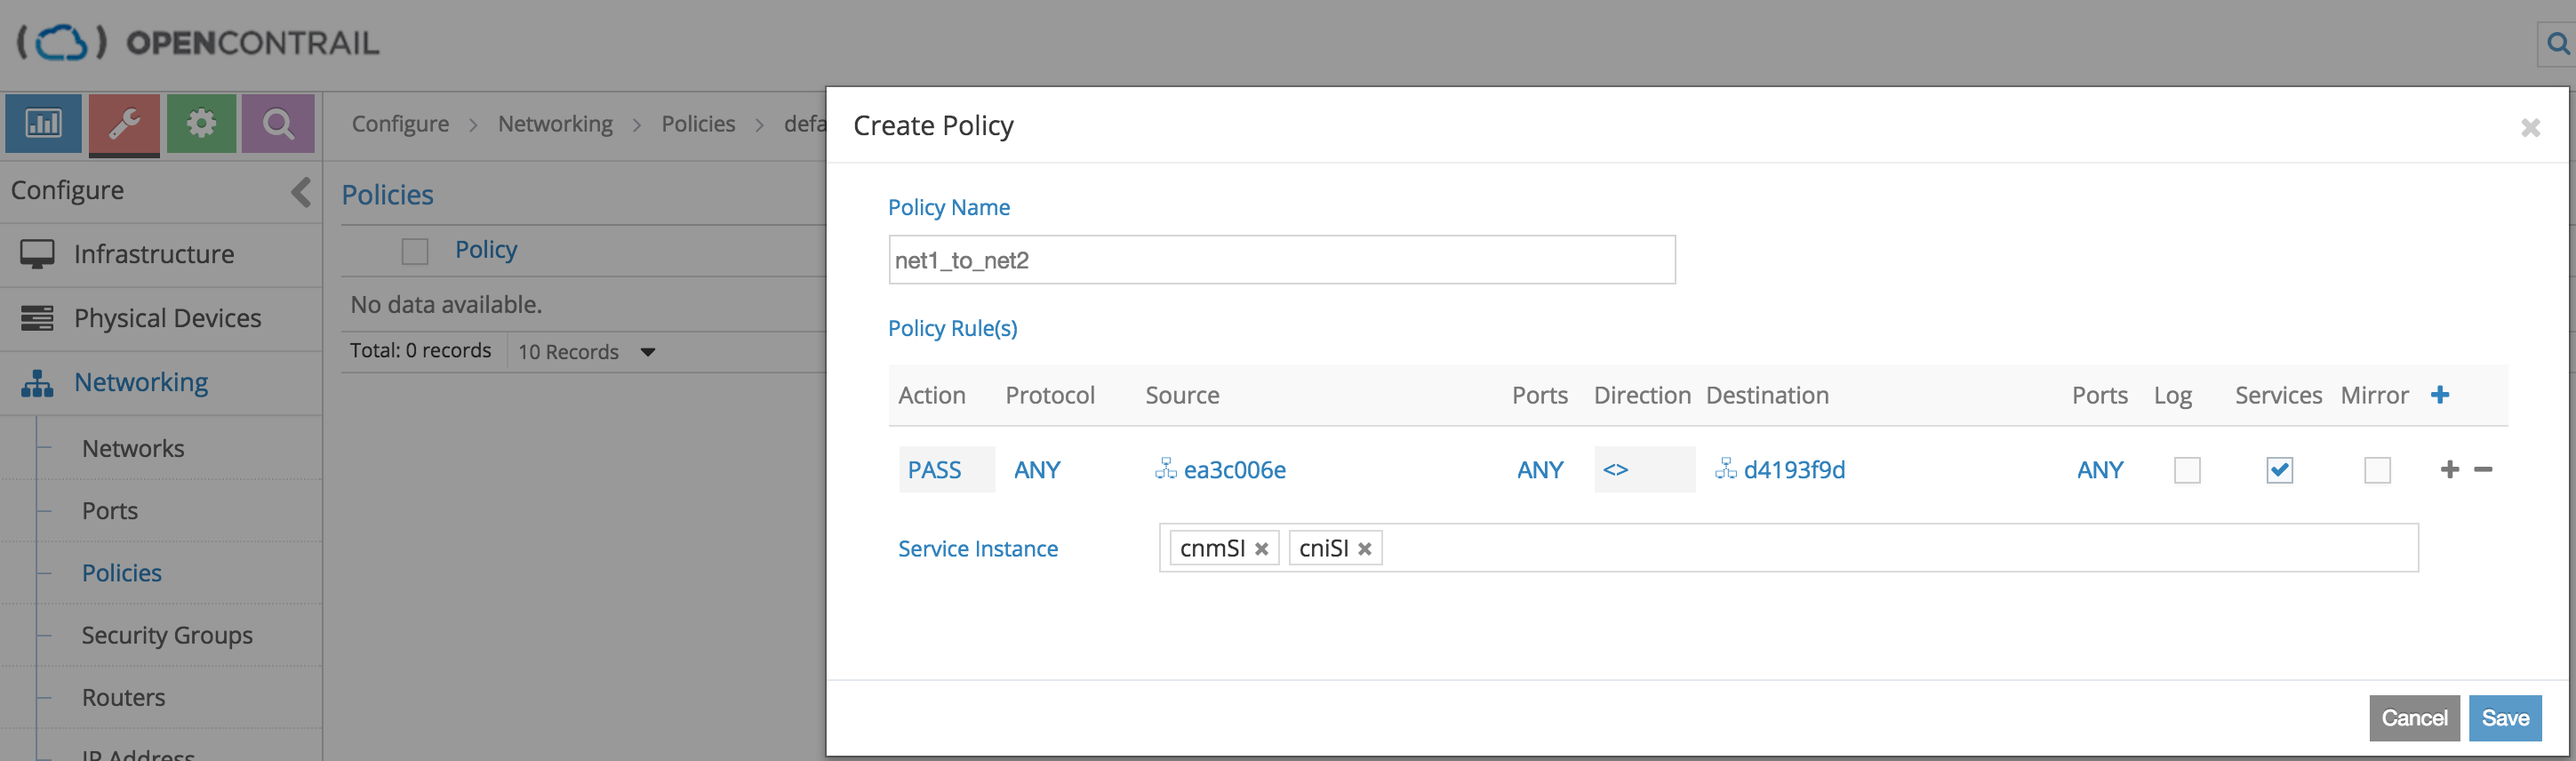 OPENCONTRAIL
Configure > Networking > Policies > defa
Configure
Infrastructure
Physical Devices
Networking
Networks
Ports
Policies
Security Groups
Routers
IP Address
Policies
Policy
No data available.
Total: 0 records 10 Records
Create Policy
Policy Name
net1_to_net2
Policy Rule(s)
Action Protocol Source Ports Direction Destination Ports Log Services Mirror
PASS ANY ea3c006e ANY <> d4193f9d ANY
Service Instance cnmSI cniSI
Cancel Save